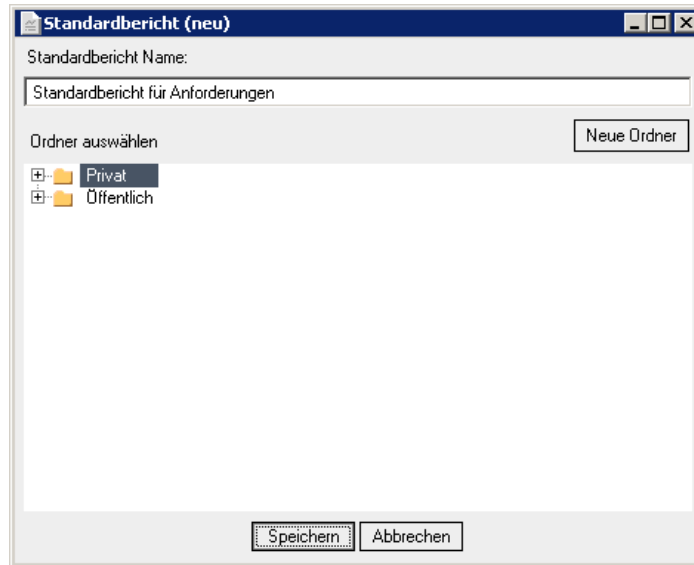 Standardbericht (neu)
Standardbericht Name:
Standardbericht für Anforderungen
Ordner auswählen
Neue Ordner
Privat
Öffentlich
Speichern
Abbrechen